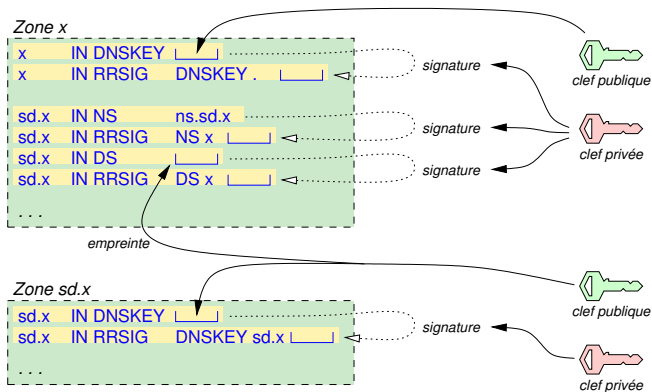 Zone x
x IN DNSKEY
x IN RRSIG DNSKEY .
signature
clef publique
sd.x IN NS ns.sd.x
sd.x IN RRSIG NS x
signature
clef privée
sd.x IN DS
sd.x IN RRSIG DS x
signature
. . .
empreinte
Zone sd.x
sd.x IN DNSKEY
clef publique
sd.x IN RRSIG DNSKEY sd.x
signature
. . .
clef privée